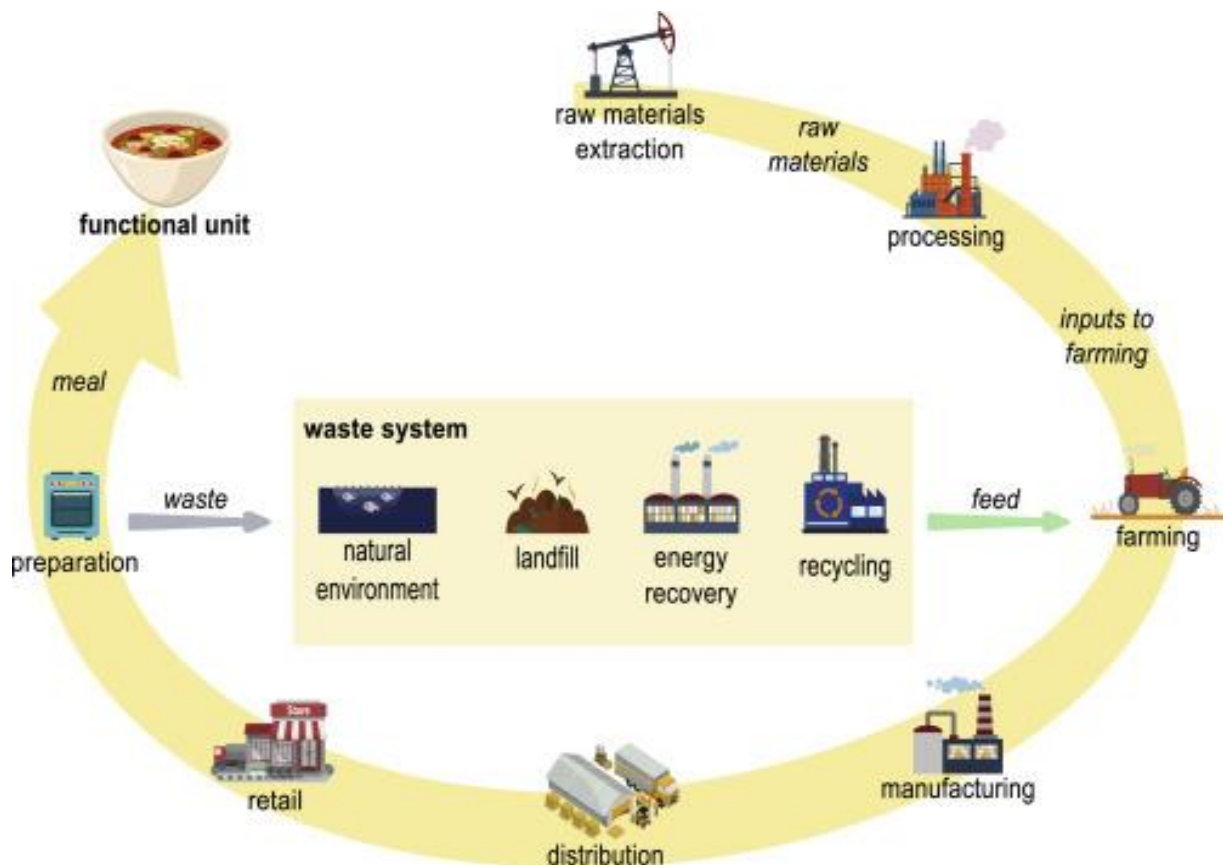 raw materials
extraction
raw
materials
processing
functional unit
inputs to
farming
meal
waste system
waste
feed
preparation
natural
environment
landfill
energy
recovery
recycling
farming
Store
retail
manufacturing
distribution